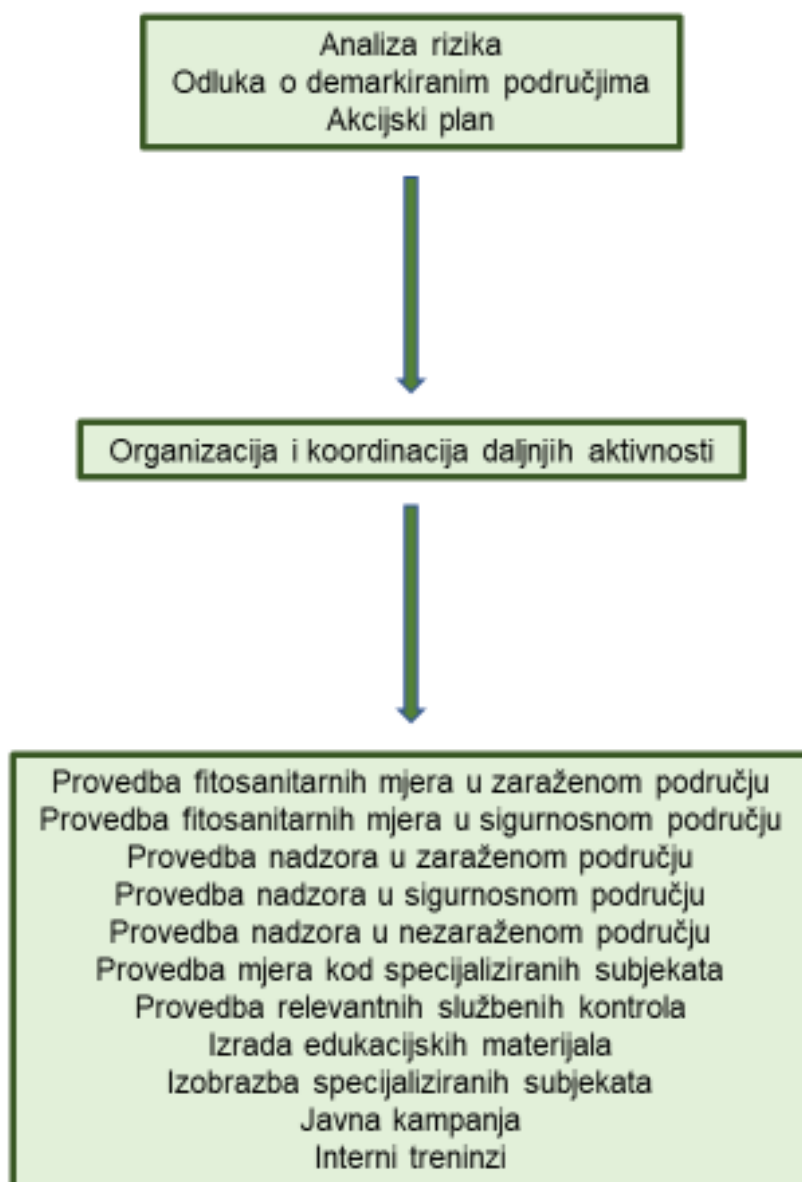 Analiza rizika
Odluka o demarkiranim područjima
Akcijski plan
Organizacija i koordinacija daljnjih aktivnosti
Provedba fitosanitarnih mjera u zaraženom području
Provedba fitosanitarnih mjera u sigurnosnom području
Provedba nadzora u zaraženom području
Provedba nadzora u sigurnosnom području
Provedba nadzora u nezaraženom području
Provedba mjera kod specijaliziranih subjekata
Provedba relevantnih službenih kontrola
Izrada edukacijskih materijala
Izobrazba specijaliziranih subjekata
Javna kampanja
Interni treninzi